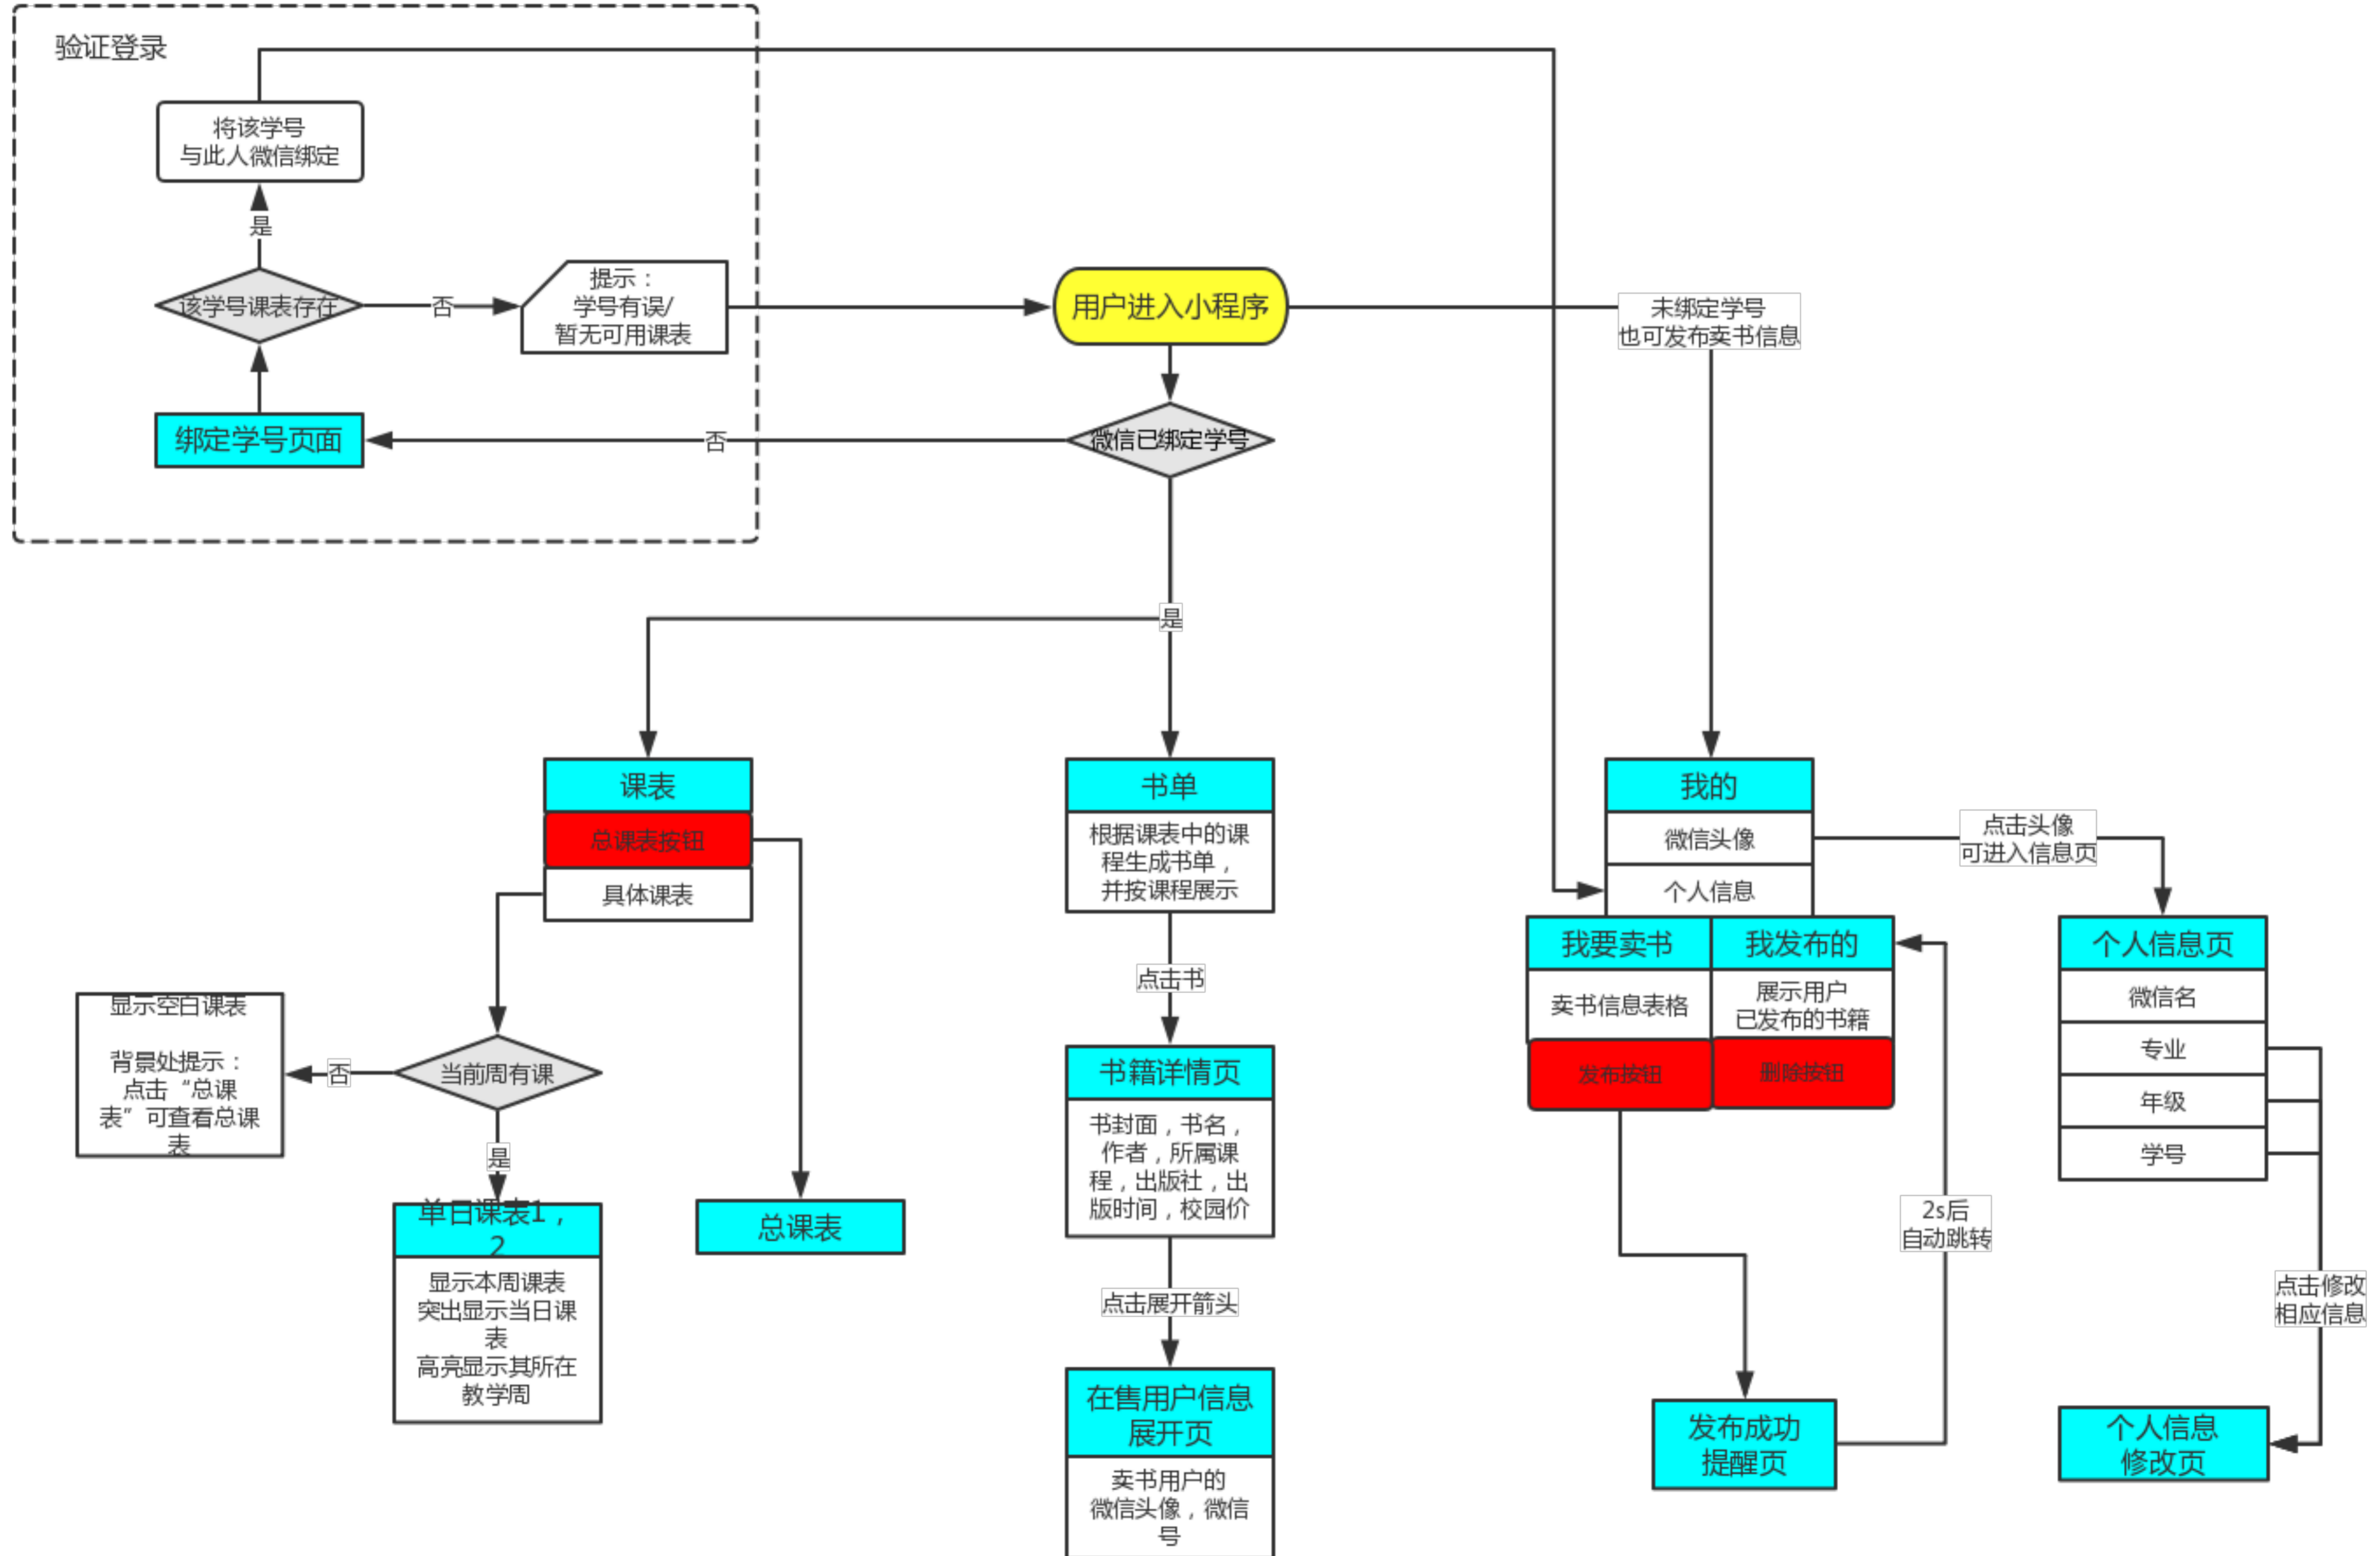 验证登录
将该学号
与此人微信绑定
是
该学号课表存在
否
提示：
学号有误/
暂无可用课表
用户进入小程序
未绑定学号
也可发布卖书信息
绑定学号页面
否
微信已绑定学号
是
课表
总课表按钮
具体课表
书单
根据课表中的课
程生成书单，
并按课程展示
我的
微信头像
个人信息
点击头像
可进入信息页
我要卖书
卖书信息表格
发布按钮
我发布的
展示用户
已发布的书籍
删除按钮
个人信息页
微信名
专业
年级
学号
点击书
显示空白课表
背景处提示：
点击“总课
表”可查看总课
表
否
当前周有课
是
单日课表1，
2
显示本周课表
突出显示当日课
表
高亮显示其所在
教学周
总课表
书籍详情页
书封面，书名，
作者，所属课
程，出版社，出
版时间，校园价
点击展开箭头
在售用户信息
展开页
卖书用户的
微信头像，微信
号
2s后
自动跳转
发布成功
提醒页
点击修改
相应信息
个人信息
修改页